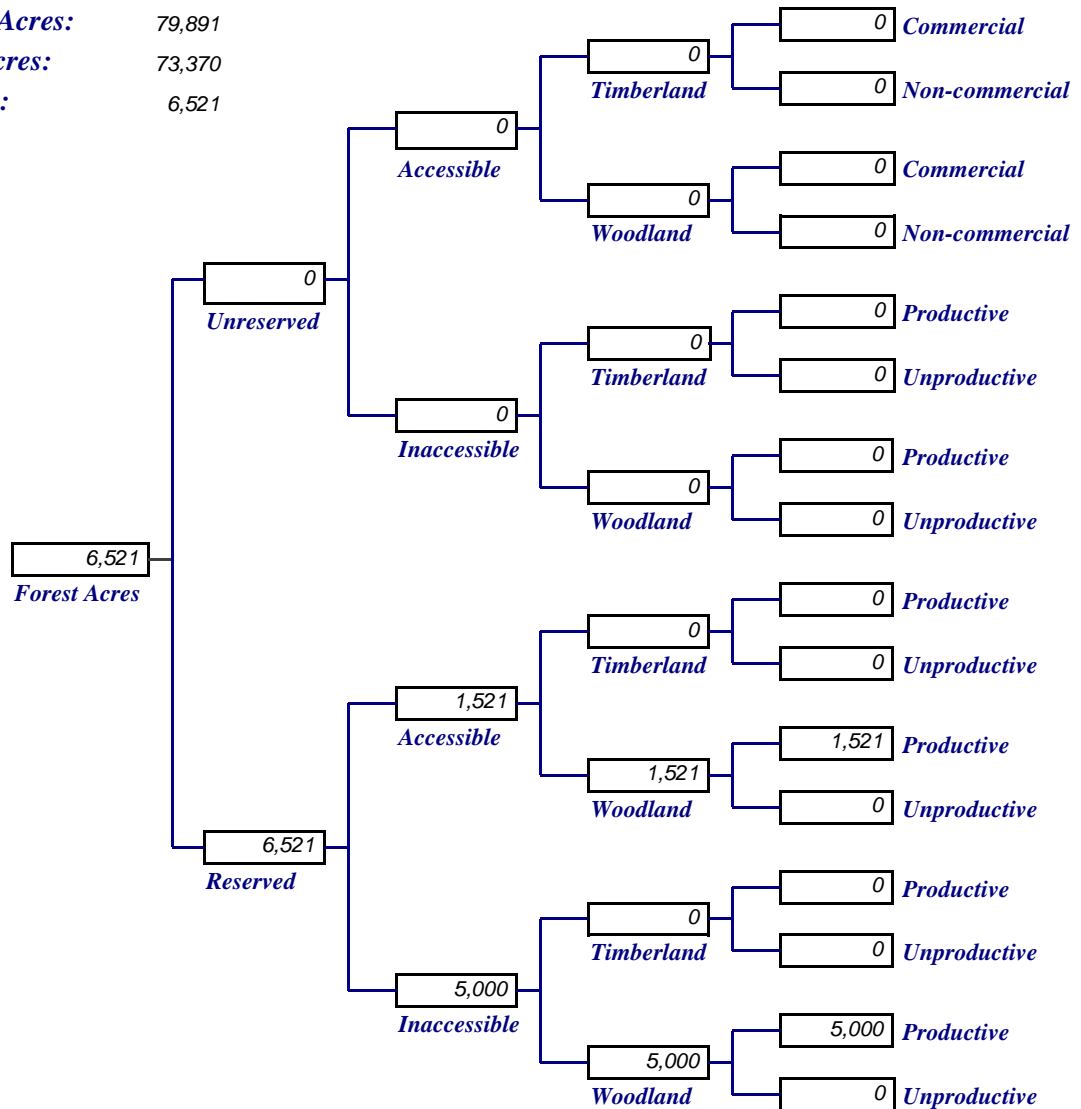 Acres: 79,891
cres: 73,370
: 6,521
0 Commercial
0
Timberland
0 Non-commercial
0
Accessible
0 Commercial
0
Woodland
0 Non-commercial
0
Unreserved
0 Productive
0
Timberland
0 Unproductive
0
Inaccessible
0 Productive
0
Woodland
0 Unproductive
6,521
Forest Acres
0 Productive
0
Timberland
0 Unproductive
1,521
Accessible
1,521 Productive
1,521
Woodland
0 Unproductive
6,521
Reserved
0 Productive
0
Timberland
0 Unproductive
5,000
Inaccessible
5,000 Productive
5,000
Woodland
0 Unproductive